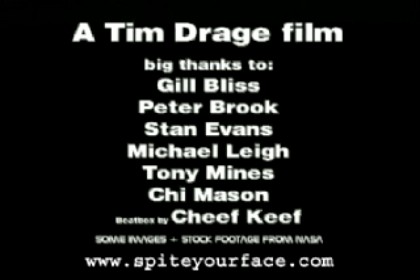 A Tim Drage film
big thanks to:
Gill Bliss
Peter Brook
Stan Evans
Michael Leigh
Tony Mines
Chi Mason
Beatbox by Cheef Keef
SOME IMAGES + STOCK FOOTAGE FROM NASA
www.spiteyourface.com